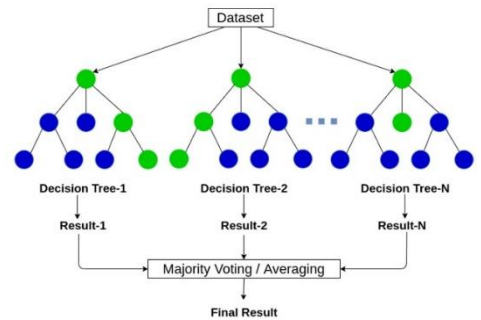 Dataset
Decision Tree-1
Decision Tree-2
Decision Tree-N
Result-1
Result-2
Result-N
Majority Voting / Averaging
Final Result